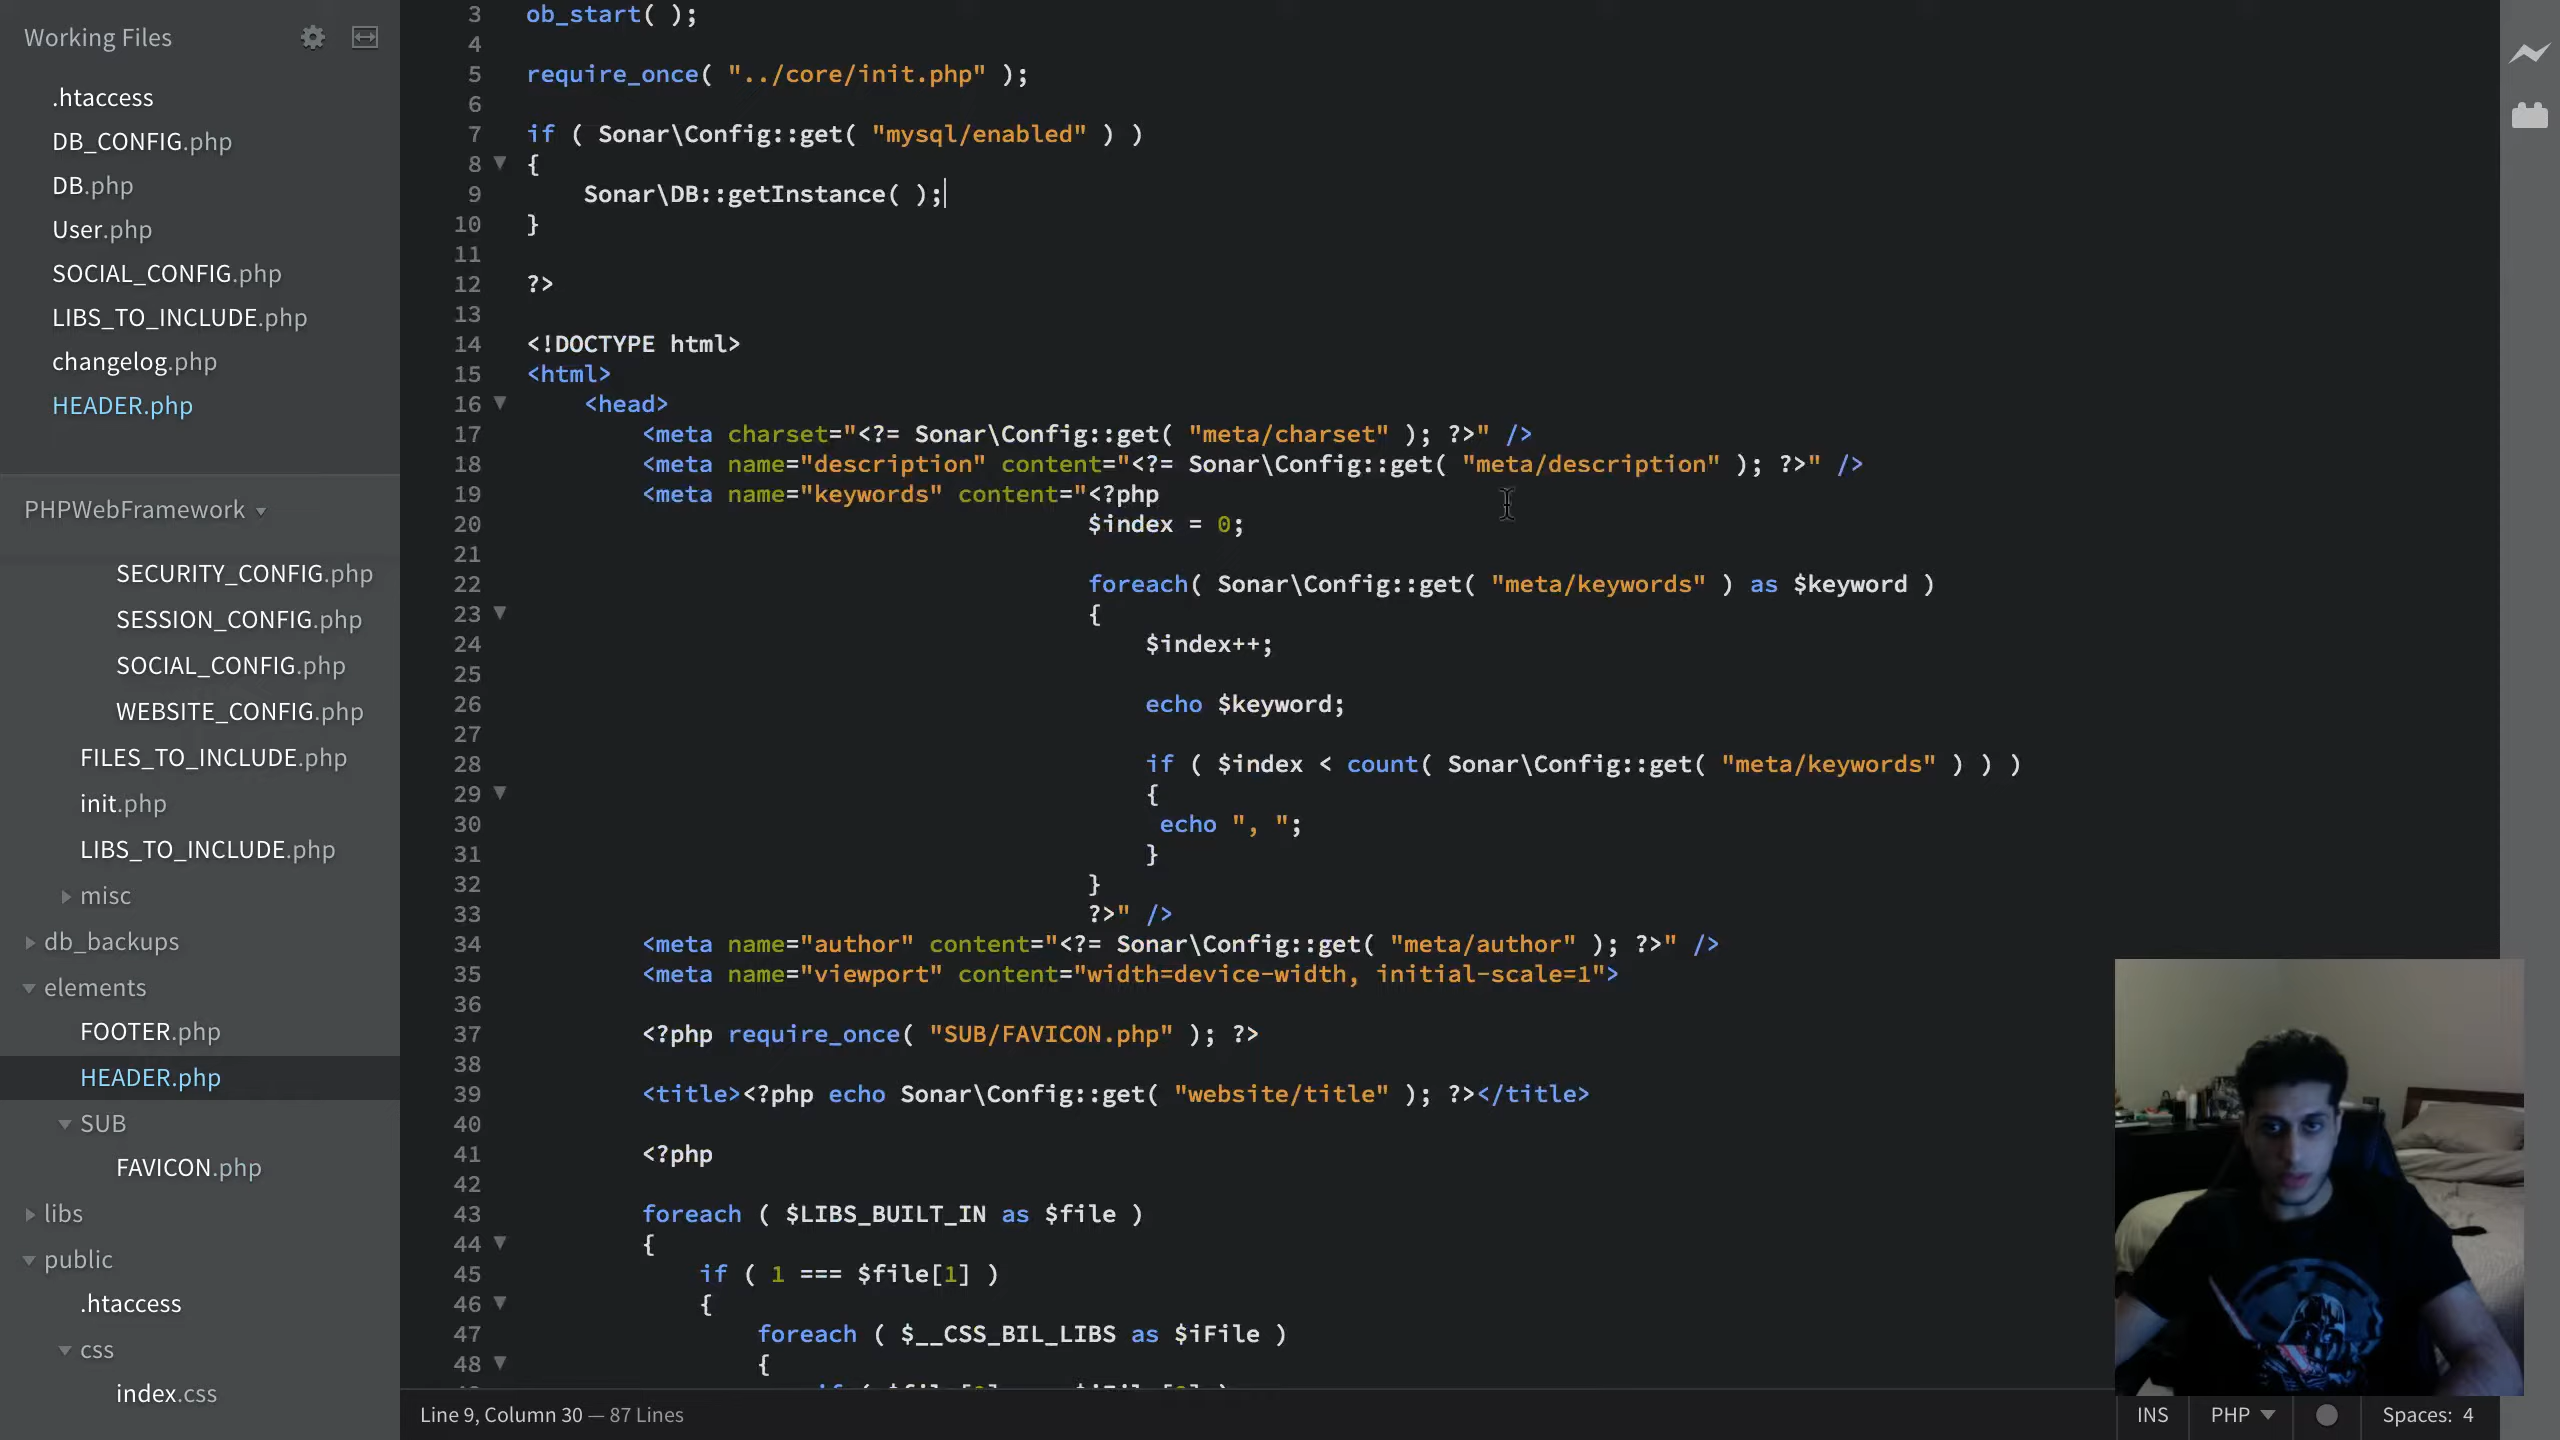 Working Files
.htaccess
DB_CONFIG.php
DB.php
User.php
SOCIAL_CONFIG.php
LIBS_TO_INCLUDE.php
changelog.php
HEADER.php
PHPWebFramework
SECURITY_CONFIG.php
SESSION_CONFIG.php
SOCIAL_CONFIG.php
WEBSITE_CONFIG.php
FILES_TO_INCLUDE.php
init.php
LIBS_TO_INCLUDE.php
misc
db_backups
elements
FOOTER.php
HEADER.php
SUB
FAVICON.php
libs
public
.htaccess
css
index.css
3 ob_start( );
4
5 require_once( "../core/init.php" );
6
7 if ( Sonar\Config::get( "mysql/enabled" ) )
8 {
9 Sonar\DB::getInstance( );
10 }
11
12 ?>
13
14 <!DOCTYPE html>
15 <html>
16 <head>
17 <meta charset="<?= Sonar\Config::get( "meta/charset" ); ?>" />
18 <meta name="description" content="<?= Sonar\Config::get( "meta/description" ); ?>" />
19 <meta name="keywords" content="<?php
20 $index = 0;
21
22 foreach( Sonar\Config::get( "meta/keywords" ) as $keyword )
23 {
24 $index++;
25
26 echo $keyword;
27
28 if ( $index < count( Sonar\Config::get( "meta/keywords" ) ) )
29 {
30 echo ", ";
31 }
32 }
33 ?>" />
34 <meta name="author" content="<?= Sonar\Config::get( "meta/author" ); ?>" />
35 <meta name="viewport" content="width=device-width, initial-scale=1">
36
37 <?php require_once( "SUB/FAVICON.php" ); ?>
38
39 <title><?php echo Sonar\Config::get( "website/title" ); ?></title>
40
41 <?php
42
43 foreach ( $LIBS_BUILT_IN as $file )
44 {
45 if ( 1 === $file[1] )
46 {
47 foreach ( $__CSS_BIL_LIBS as $iFile )
48 {
Line 9, Column 30 — 87 Lines
INS PHP Spaces: 4